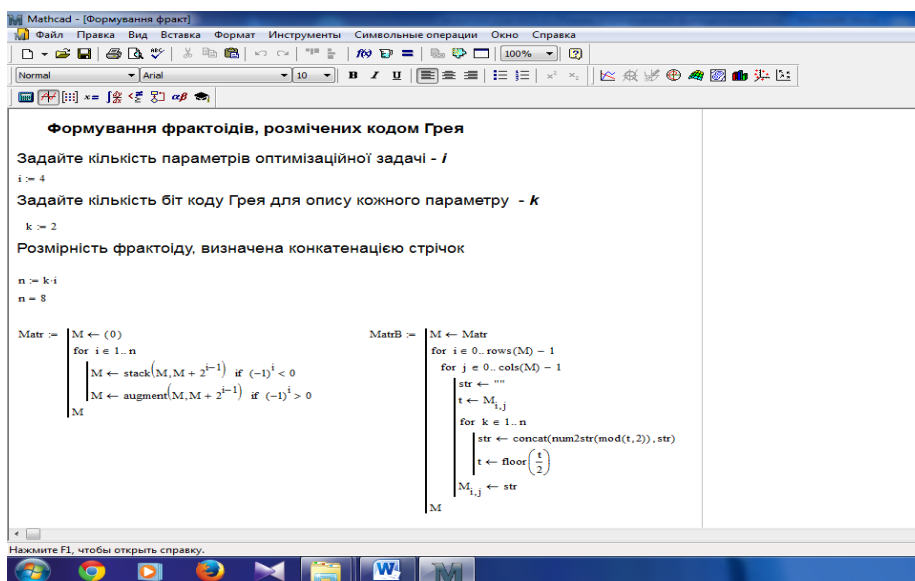 Mathcad - [Формування фракт]
Файл Правка Вид Вставка Формат Инструменты Символьные операции Окно Справка
100%
Normal Arial 10 B I U
Формування фрактоїдів, розмічених кодом Грея
Задайте кількість параметрів оптимізаційної задачі - i
i := 4
Задайте кількість біт коду Грея для опису кожного параметру - k
k := 2
Розмірність фрактоїду, визначена конкатенацією стрічок
n := k·i
n = 8
Matr := M ← (0)
for i ∈ 1.. n
M ← stack(M, M + 2^(i−1)) if (−1)^i < 0
M ← augment(M, M + 2^(i−1)) if (−1)^i > 0
M
MatrB := M ← Matr
for i ∈ 0.. rows(M) − 1
for j ∈ 0.. cols(M) − 1
str ← ""
t ← M_i,j
for k ∈ 1.. n
str ← concat(num2str(mod(t,2)), str)
t ← floor(t/2)
M_i,j ← str
M
Нажмите F1, чтобы открыть справку.